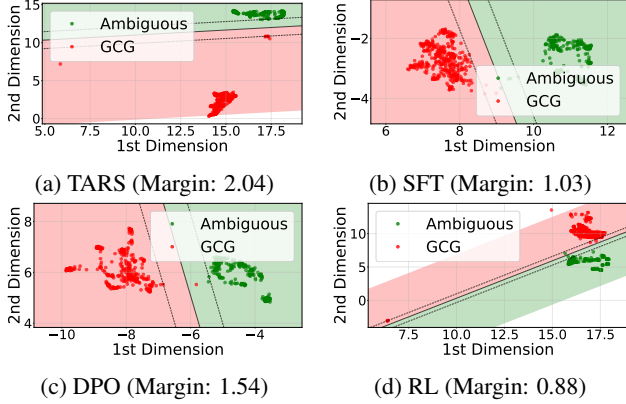 15
10
5
0
2nd Dimension
Ambiguous
GCG
5.0 7.5 10.0 12.5 15.0 17.5
1st Dimension
(a) TARS (Margin: 2.04)
−2
−4
2nd Dimension
Ambiguous
GCG
6 8 10 12
1st Dimension
(b) SFT (Margin: 1.03)
8
6
4
2nd Dimension
Ambiguous
GCG
−10 −8 −6 −4
1st Dimension
(c) DPO (Margin: 1.54)
10
0
2nd Dimension
Ambiguous
GCG
7.5 10.0 12.5 15.0 17.5
1st Dimension
(d) RL (Margin: 0.88)